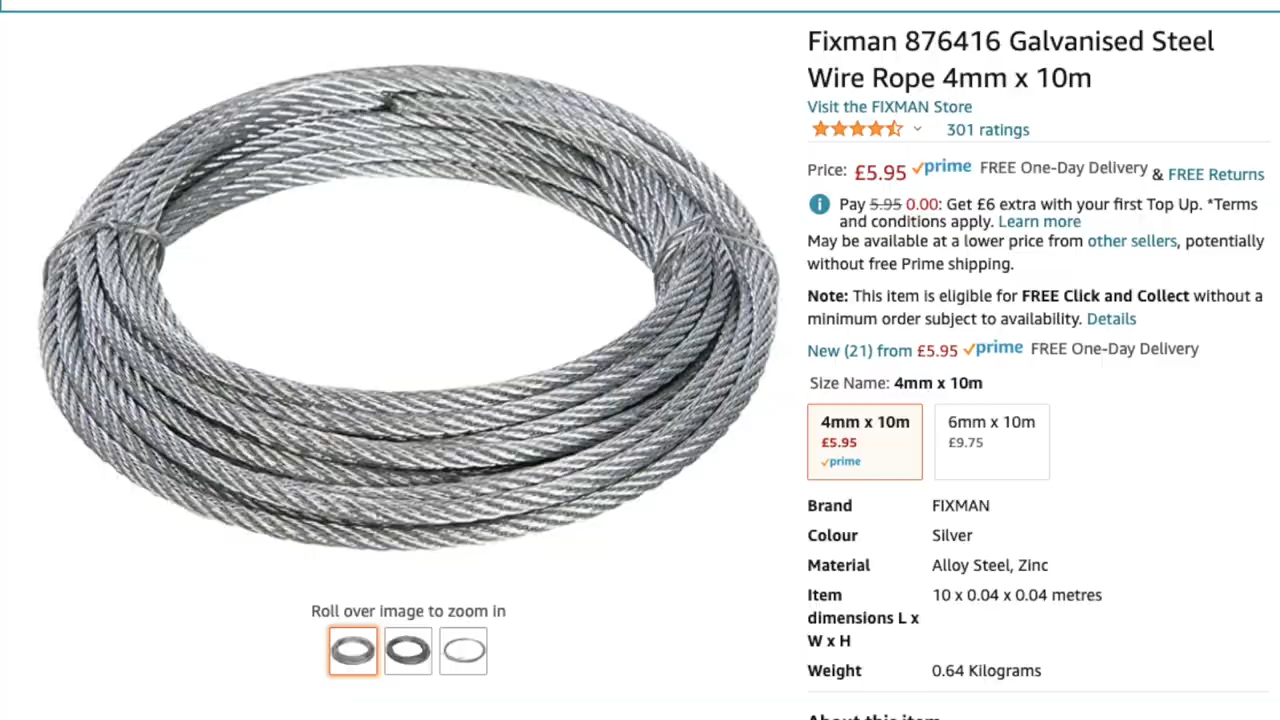 Fixman 876416 Galvanised Steel
Wire Rope 4mm x 10m
Visit the FIXMAN Store
301 ratings
Price: £5.95 prime FREE One-Day Delivery & FREE Returns
Pay 5.95 0.00: Get £6 extra with your first Top Up. *Terms
and conditions apply. Learn more
May be available at a lower price from other sellers, potentially
without free Prime shipping.
Note: This item is eligible for FREE Click and Collect without a
minimum order subject to availability. Details
New (21) from £5.95 prime FREE One-Day Delivery
Size Name: 4mm x 10m
4mm x 10m
£5.95
prime
6mm x 10m
£9.75
Brand FIXMAN
Colour Silver
Material Alloy Steel, Zinc
Item 10 x 0.04 x 0.04 metres
dimensions L x
W x H
Weight 0.64 Kilograms
Roll over image to zoom in
About this item